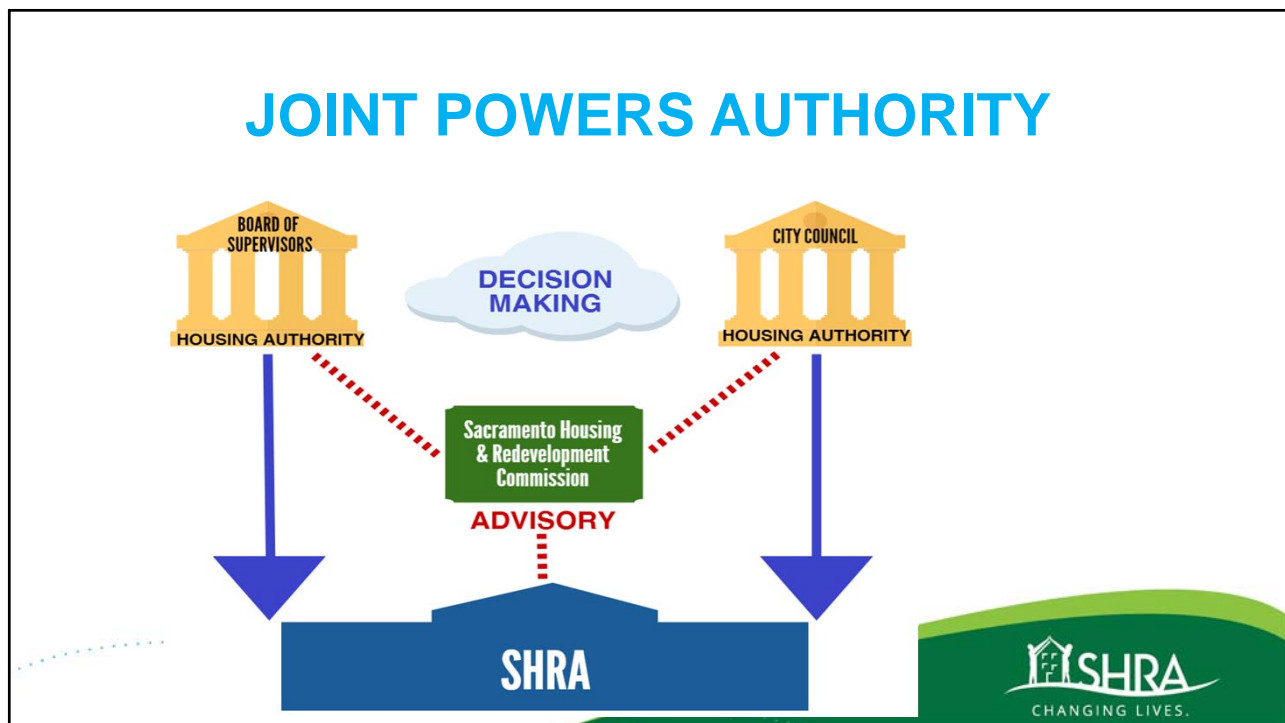 JOINT POWERS AUTHORITY
BOARD OF
SUPERVISORS
HOUSING AUTHORITY
DECISION
MAKING
CITY COUNCIL
HOUSING AUTHORITY
Sacramento Housing
& Redevelopment
Commission
ADVISORY
SHRA
SHRA
CHANGING LIVES.